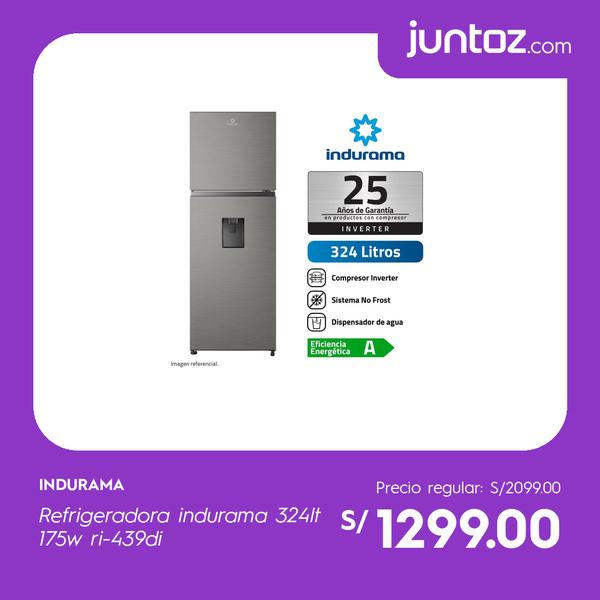 juntoz.com
indurama
25
Años de Garantía
en productos con compresor
INVERTER
324 Litros
Compresor Inverter
Sistema No Frost
Dispensador de agua
Eficiencia
Energética A
Imagen referencial.
INDURAMA
Refrigeradora indurama 324lt
175w ri-439di
Precio regular: S/2099.00
S/1299.00